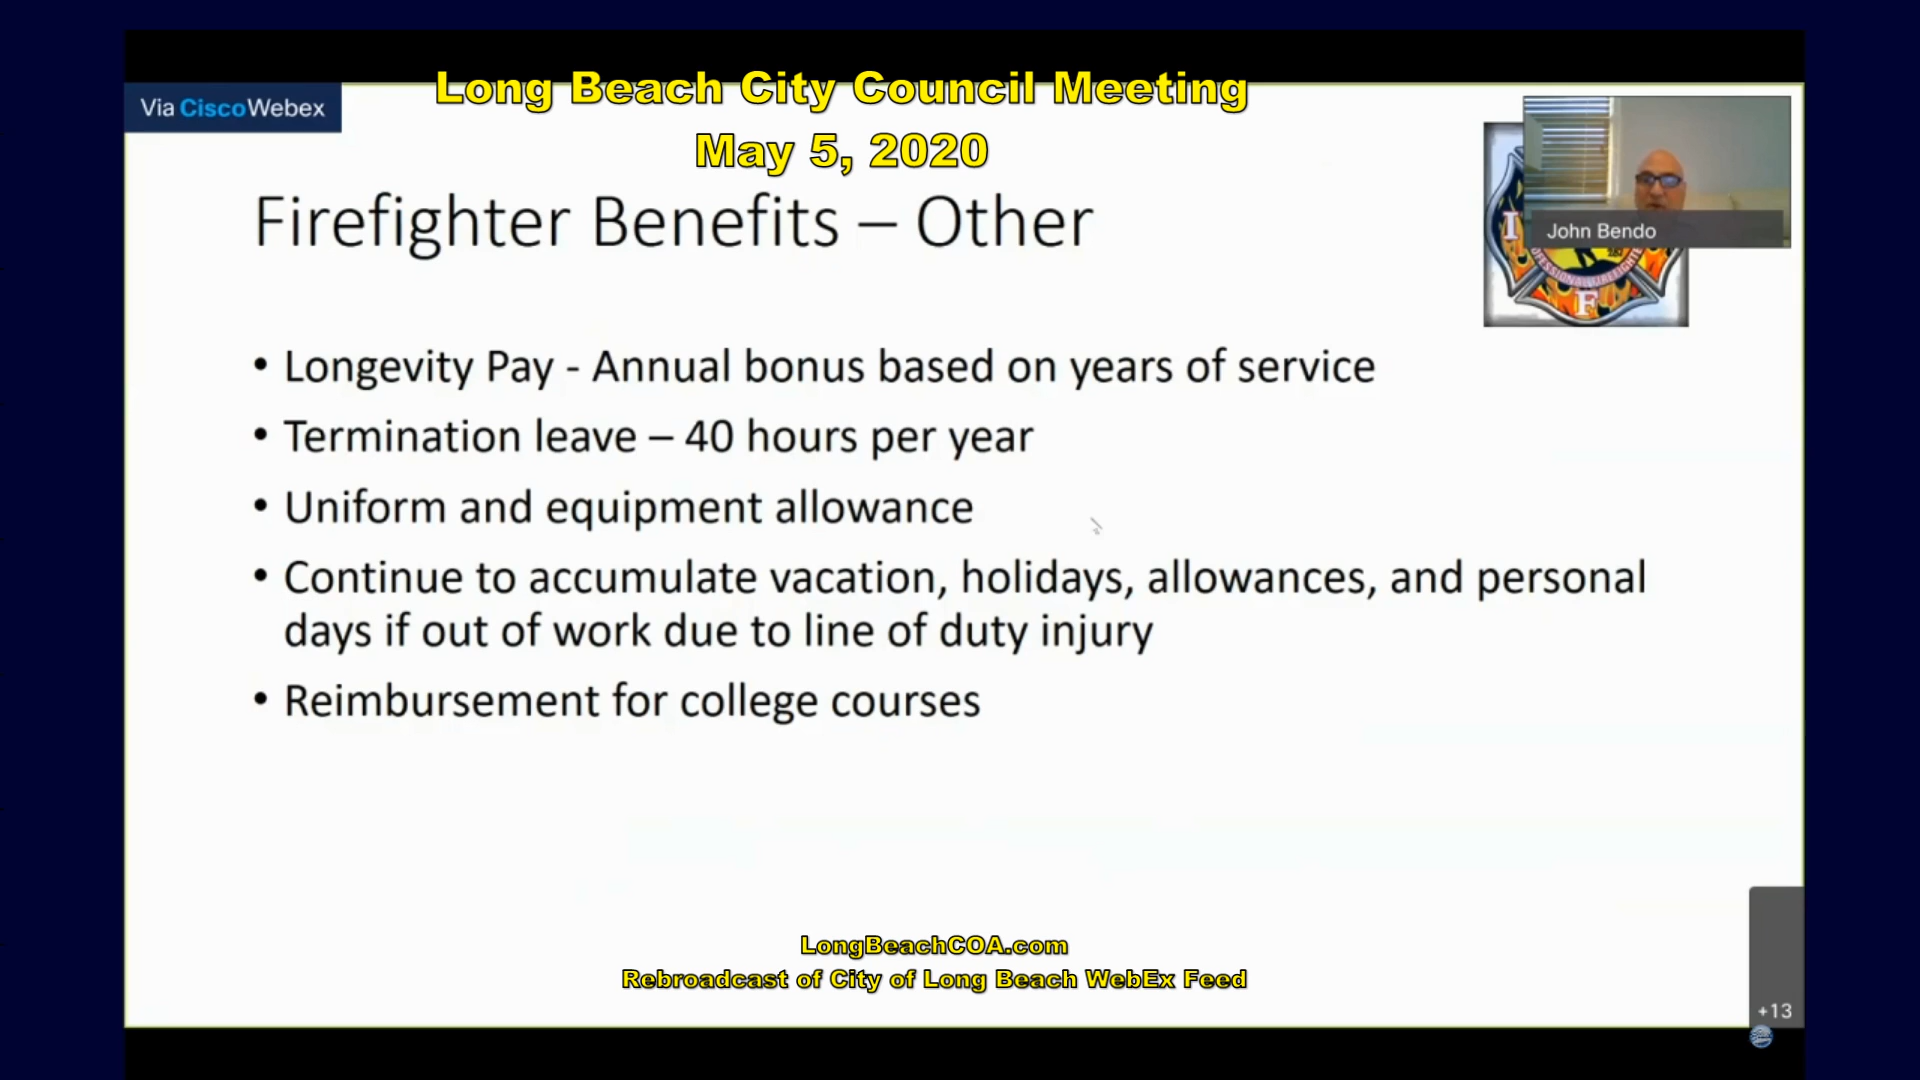 Long Beach City Council Meeting
May 5, 2020
Via CiscoWebex
John Bendo
Firefighter Benefits – Other
I
F
• Longevity Pay - Annual bonus based on years of service
• Termination leave – 40 hours per year
• Uniform and equipment allowance
• Continue to accumulate vacation, holidays, allowances, and personal
days if out of work due to line of duty injury
• Reimbursement for college courses
LongBeachCOA.com
Rebroadcast of City of Long Beach WebEx Feed
+13